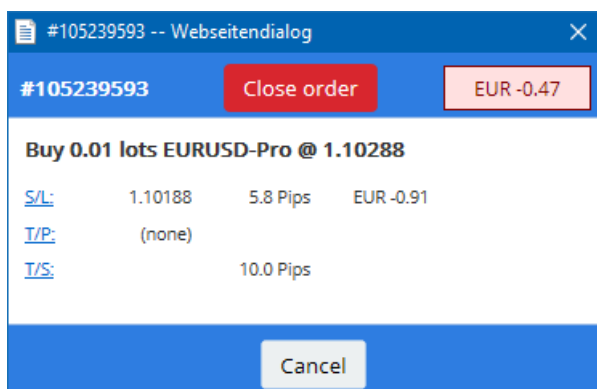 #105239593 -- Webseitendialog
#105239593 Close order EUR -0.47
Buy 0.01 lots EURUSD-Pro @ 1.10288
S/L: 1.10188 5.8 Pips EUR -0.91
T/P: (none)
T/S: 10.0 Pips
Cancel